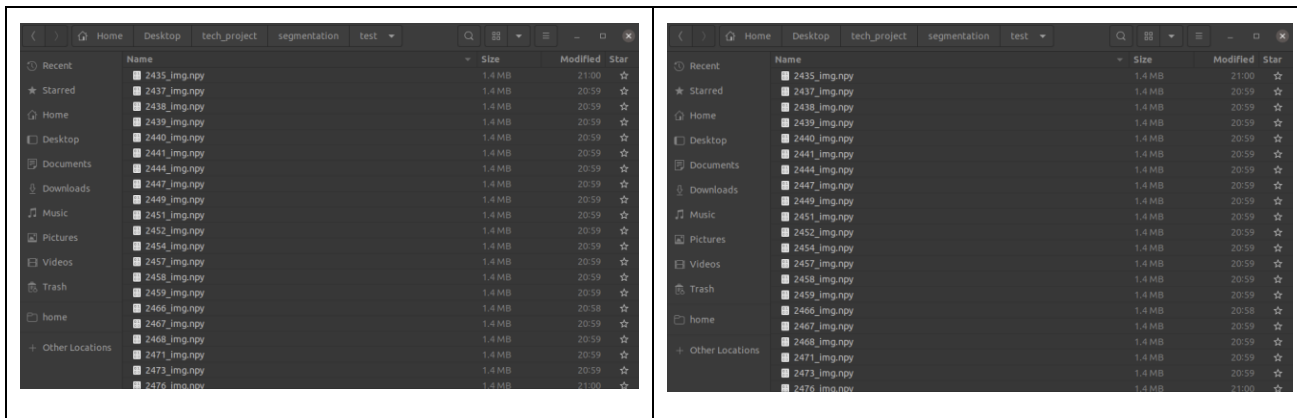 Home Desktop tech_project segmentation test
Name Size Modified Star
Recent
Starred
Home
Desktop
Documents
Downloads
Music
Pictures
Videos
Trash
home
+ Other Locations
2435_img.npy 1.4 MB 21:00
2437_img.npy 1.4 MB 20:59
2438_img.npy 1.4 MB 20:59
2439_img.npy 1.4 MB 20:59
2440_img.npy 1.4 MB 20:59
2441_img.npy 1.4 MB 20:59
2444_img.npy 1.4 MB 20:59
2447_img.npy 1.4 MB 20:59
2449_img.npy 1.4 MB 20:59
2451_img.npy 1.4 MB 20:59
2452_img.npy 1.4 MB 20:59
2454_img.npy 1.4 MB 20:59
2457_img.npy 1.4 MB 20:59
2458_img.npy 1.4 MB 20:59
2459_img.npy 1.4 MB 20:59
2466_img.npy 1.4 MB 20:58
2467_img.npy 1.4 MB 20:59
2468_img.npy 1.4 MB 20:59
2471_img.npy 1.4 MB 20:59
2473_img.npy 1.4 MB 20:59
2476_img.npy 1.4 MB 21:00
Home Desktop tech_project segmentation test
Name Size Modified Star
Recent
Starred
Home
Desktop
Documents
Downloads
Music
Pictures
Videos
Trash
home
+ Other Locations
2435_img.npy 1.4 MB 21:00
2437_img.npy 1.4 MB 20:59
2438_img.npy 1.4 MB 20:59
2439_img.npy 1.4 MB 20:59
2440_img.npy 1.4 MB 20:59
2441_img.npy 1.4 MB 20:59
2444_img.npy 1.4 MB 20:59
2447_img.npy 1.4 MB 20:59
2449_img.npy 1.4 MB 20:59
2451_img.npy 1.4 MB 20:59
2452_img.npy 1.4 MB 20:59
2454_img.npy 1.4 MB 20:59
2457_img.npy 1.4 MB 20:59
2458_img.npy 1.4 MB 20:59
2459_img.npy 1.4 MB 20:59
2466_img.npy 1.4 MB 20:58
2467_img.npy 1.4 MB 20:59
2468_img.npy 1.4 MB 20:59
2471_img.npy 1.4 MB 20:59
2473_img.npy 1.4 MB 20:59
2476_img.npy 1.4 MB 21:00